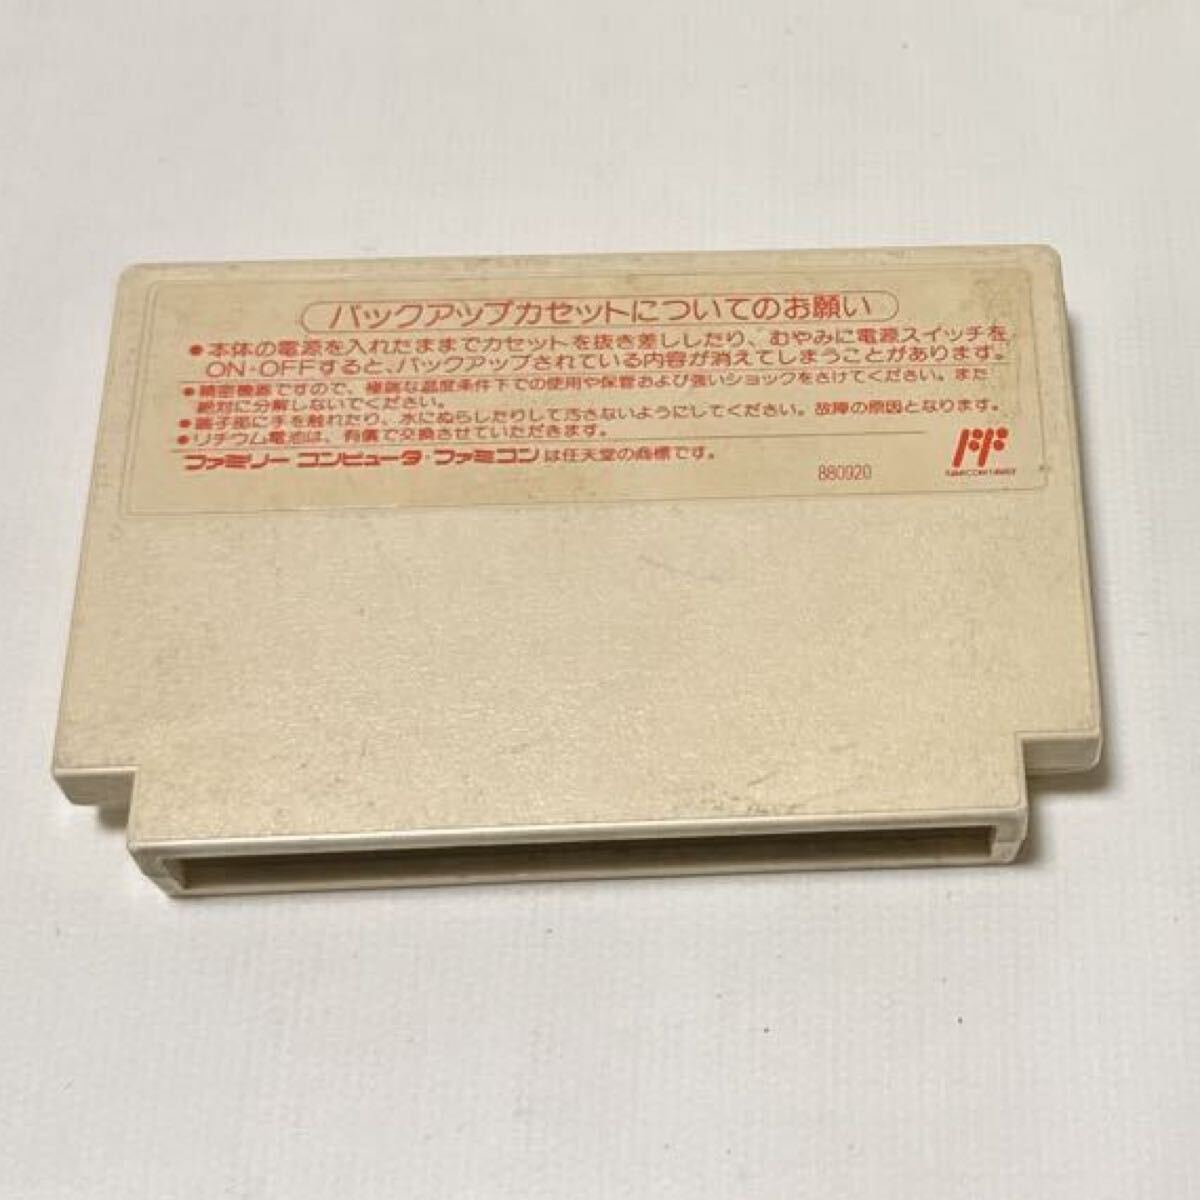 バックアップカセットについてのお願い
●本体の電源を入れたままでカセットを抜き差ししたり、むやみに電源スイッチを
ON・OFFすると、バックアップされている内容が消えてしまうことがあります。
●精密機器ですので、極端な温度条件下での使用や保管および強いショックをさけてください。また
絶対に分解しないでください。
●端子部に手を触れたり、水にぬらしたりして汚さないようにしてください。故障の原因となります。
●リチウム電池は、有償で交換させていただきます。
ファミリーコンピュータ・ファミコンは任天堂の商標です。
880920
FF
FAMICOM FAMILY